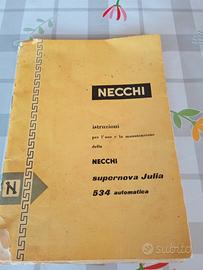 NECCHI
istruzioni
per l'uso e la manutenzione
della
NECCHI
supernova Julia
534 automatica
N
subito